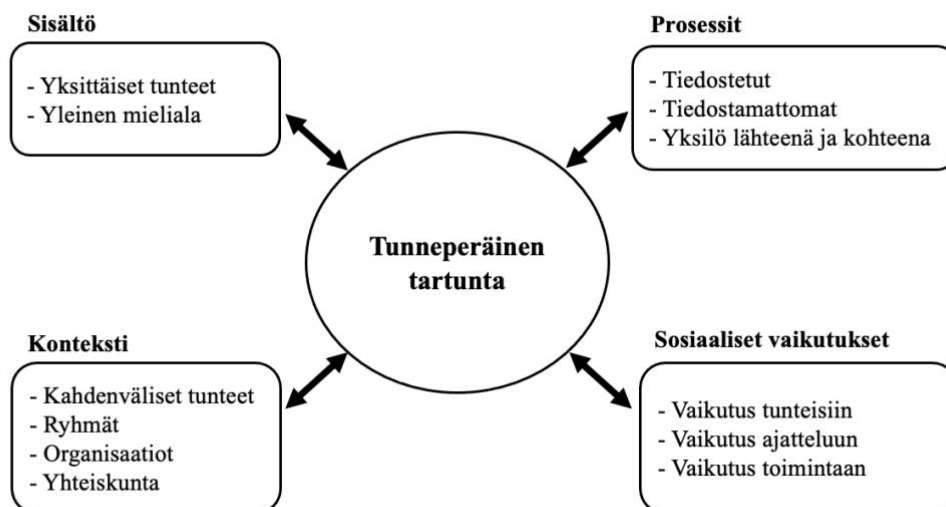 Sisältö
- Yksittäiset tunteet
- Yleinen mieliala
Prosessit
- Tiedostetut
- Tiedostamattomat
- Yksilö lähteenä ja kohteena
Tunneperäinen
tartunta
Konteksti
- Kahdenväliset tunteet
- Ryhmät
- Organisaatiot
- Yhteiskunta
Sosiaaliset vaikutukset
- Vaikutus tunteisiin
- Vaikutus ajatteluun
- Vaikutus toimintaan